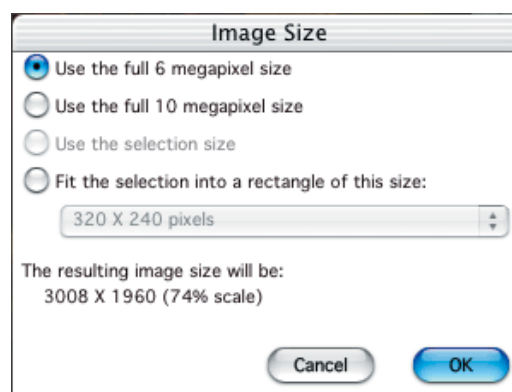 Image Size
Use the full 6 megapixel size
Use the full 10 megapixel size
Use the selection size
Fit the selection into a rectangle of this size:
320 X 240 pixels
The resulting image size will be:
3008 X 1960 (74% scale)
Cancel OK